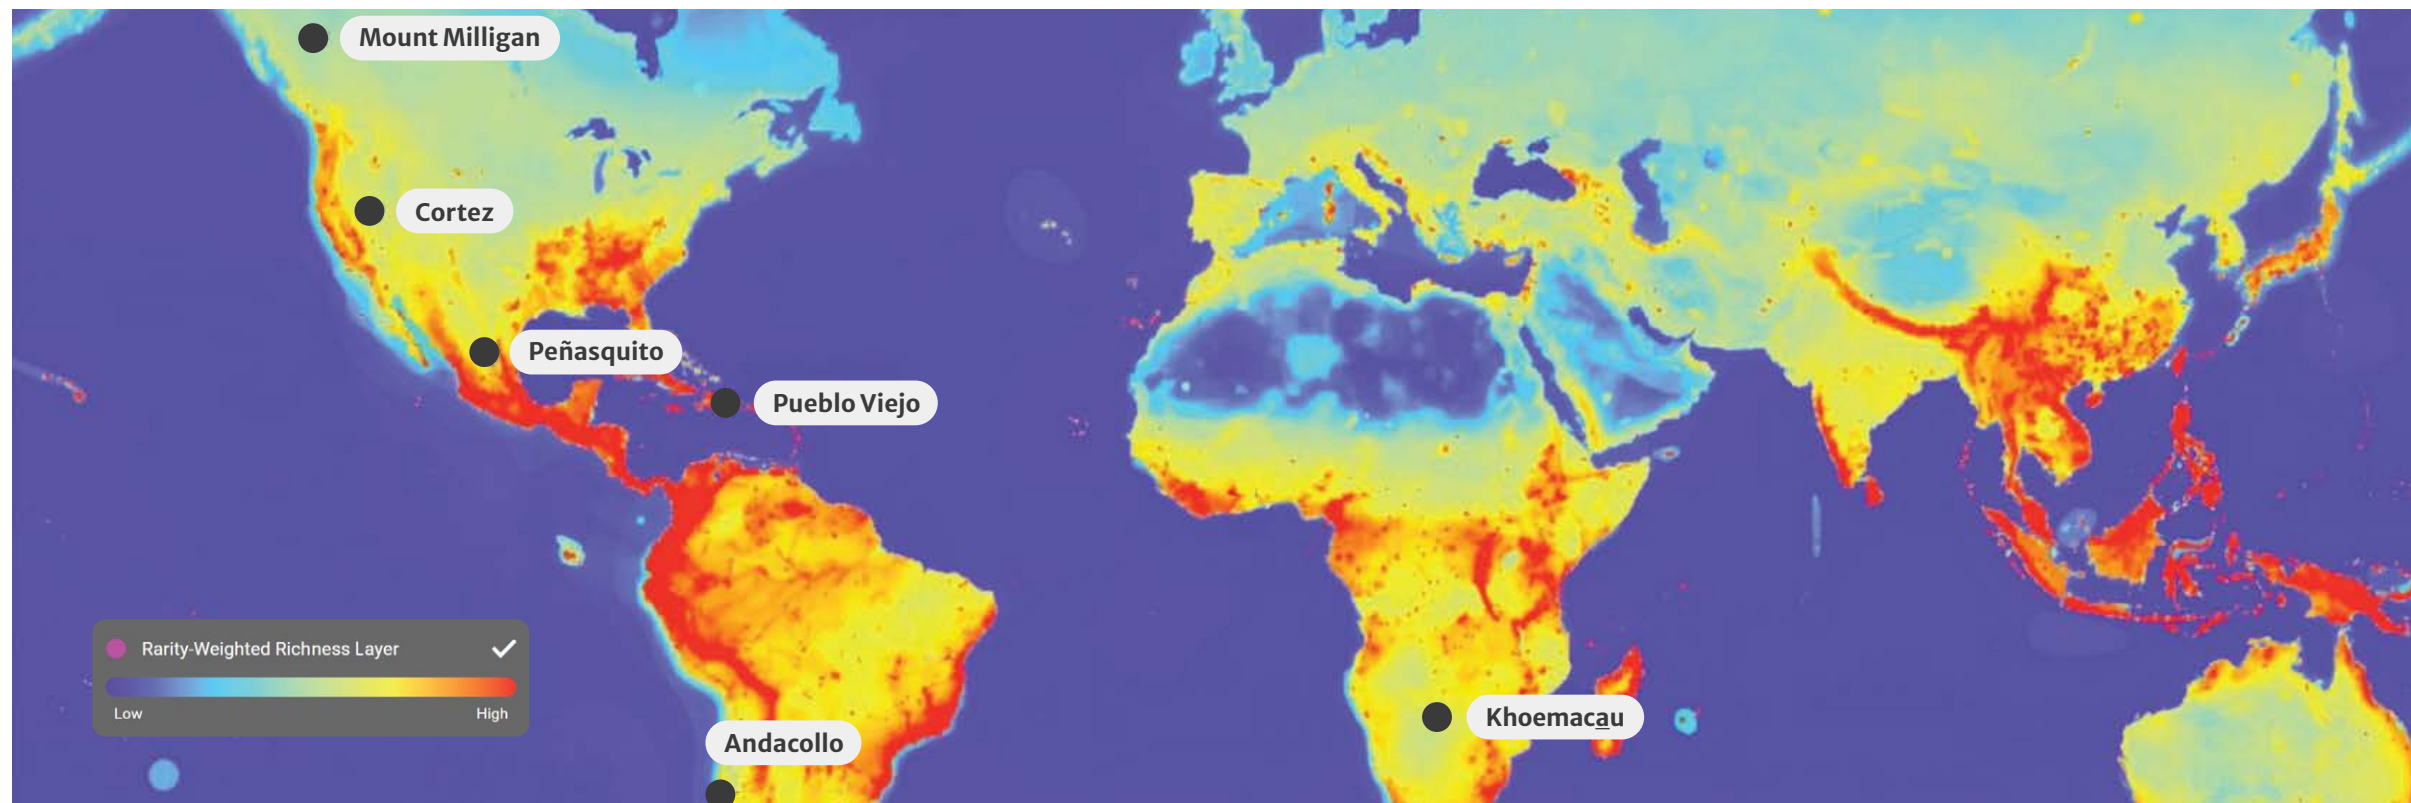 Mount Milligan
Cortez
Peñasquito
Pueblo Viejo
Rarity-Weighted Richness Layer
Low High
Andacollo
Khoemacau